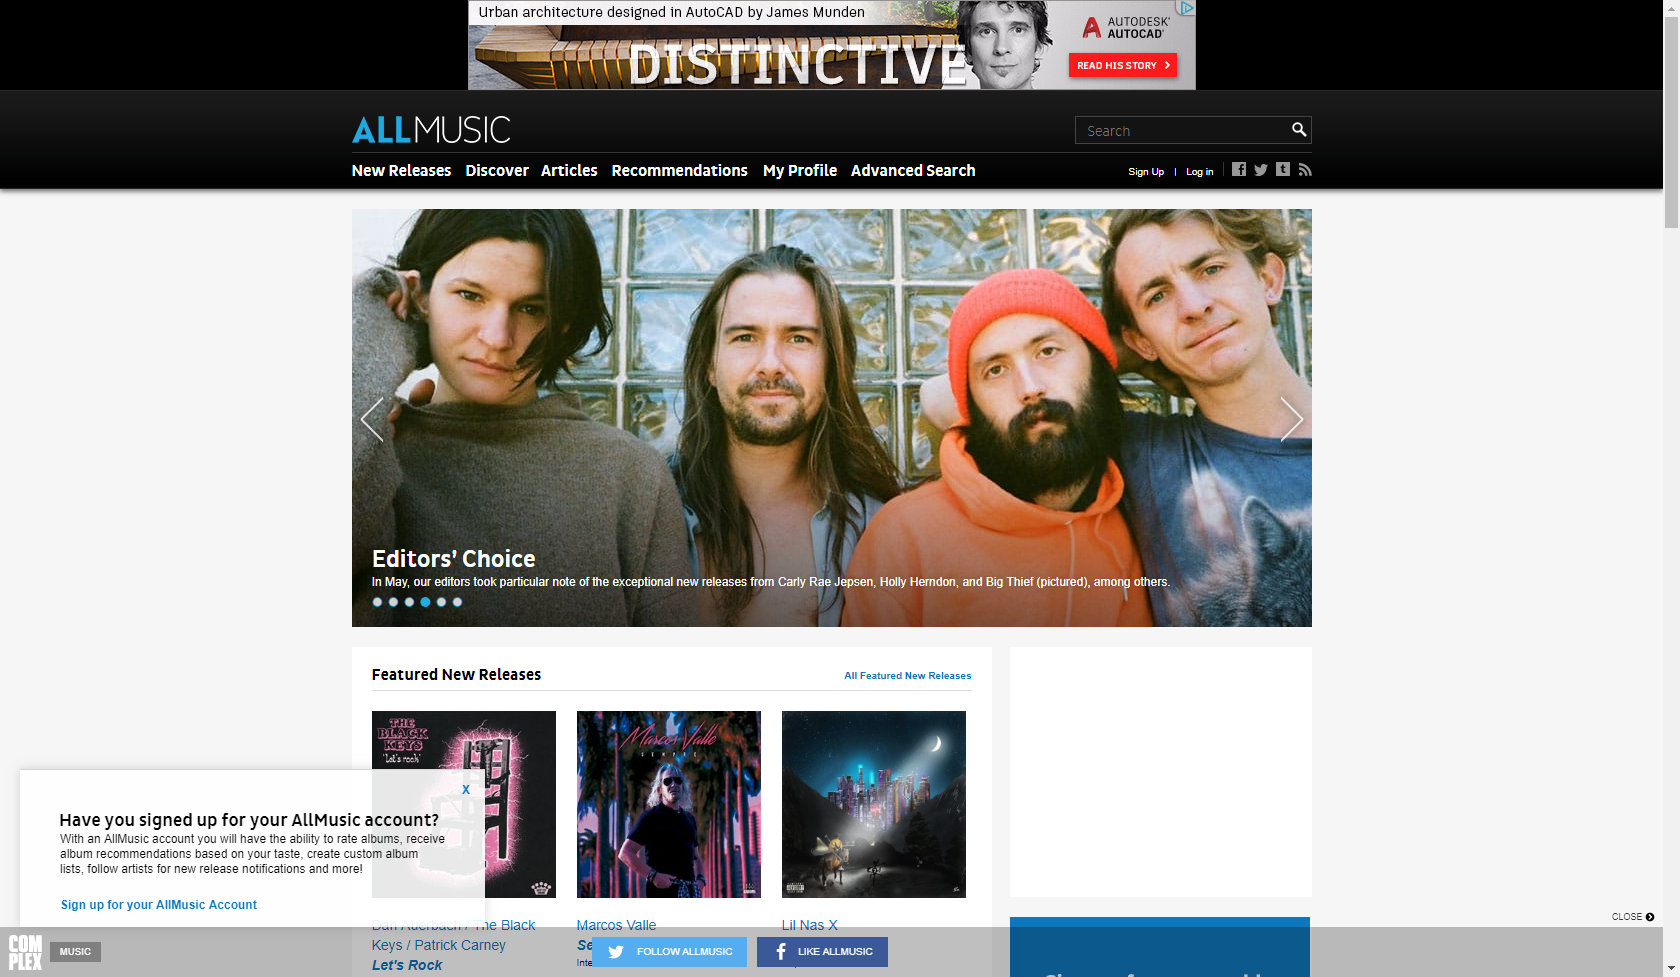 Urban architecture designed in AutoCAD by James Munden
DISTINCTIVE
AUTODESK
AUTOCAD
READ HIS STORY
ALLMUSIC
Search
New Releases Discover Articles Recommendations My Profile Advanced Search
Sign Up | Log in
Editors' Choice
In May, our editors took particular note of the exceptional new releases from Carly Rae Jepsen, Holly Herndon, and Big Thief (pictured), among others.
Featured New Releases
All Featured New Releases
THE BLACK KEYS
"Let's rock"
Marcos Valle
SEMPRE
X
Have you signed up for your AllMusic account?
With an AllMusic account you will have the ability to rate albums, receive
album recommendations based on your taste, create custom album
lists, follow artists for new release notifications and more!
Sign up for your AllMusic Account
Dan Auerbach / The Black
Keys / Patrick Carney
Let's Rock
Marcos Valle
Se
Inte
Lil Nas X
CLOSE
COMPLEX
MUSIC
FOLLOW ALLMUSIC
LIKE ALLMUSIC